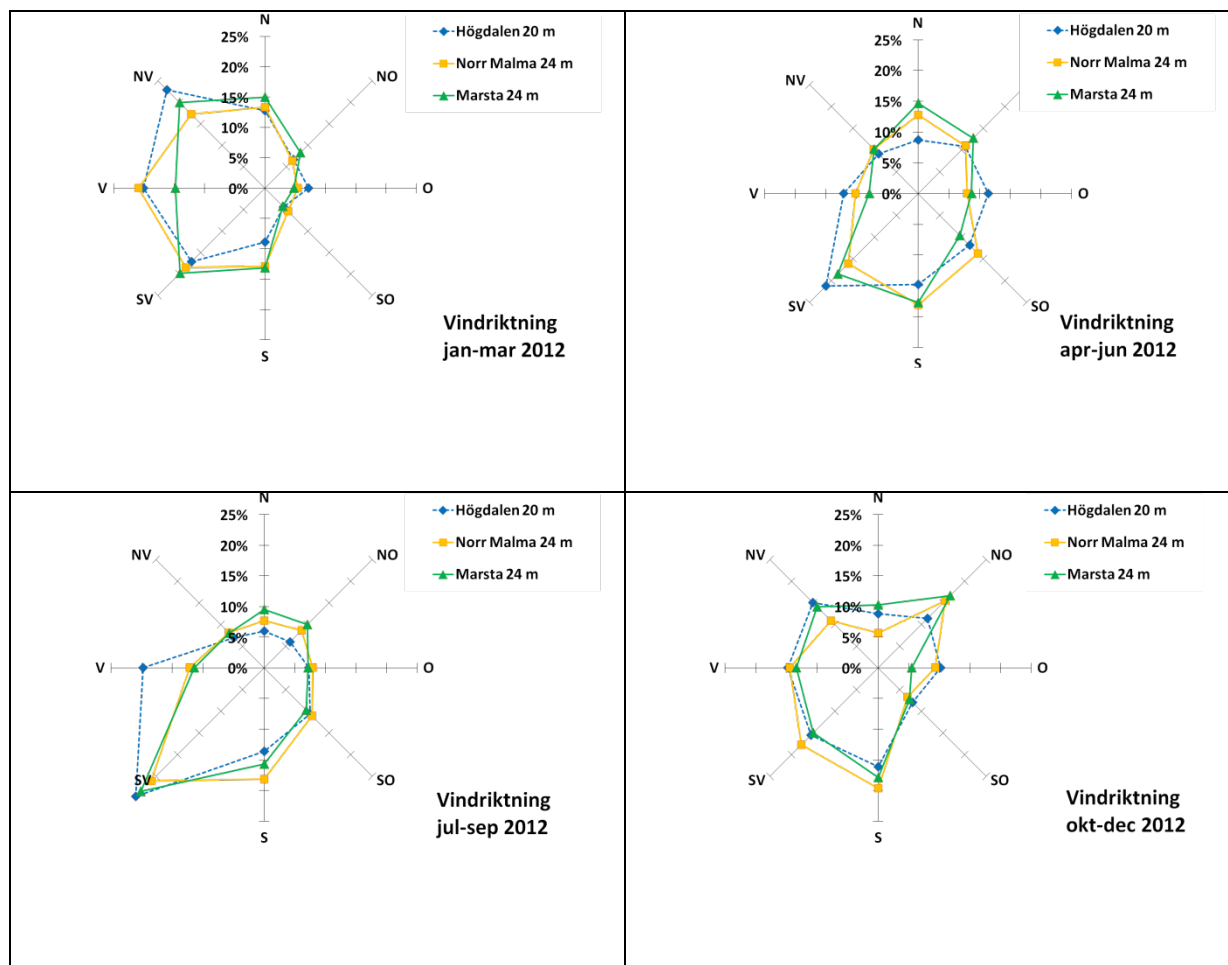 N
25%
20%
15%
10%
5%
0%
NV
NO
V
O
SV
SO
S
Högdalen 20 m
Norr Malma 24 m
Marsta 24 m
Vindriktning
jan-mar 2012
N
25%
20%
15%
10%
5%
0%
NV
NO
V
O
SV
SO
S
Högdalen 20 m
Norr Malma 24 m
Marsta 24 m
Vindriktning
apr-jun 2012
N
25%
20%
15%
10%
5%
0%
NV
NO
V
O
SV
SO
S
Högdalen 20 m
Norr Malma 24 m
Marsta 24 m
Vindriktning
jul-sep 2012
N
25%
20%
15%
10%
5%
0%
NV
NO
V
O
SV
SO
S
Högdalen 20 m
Norr Malma 24 m
Marsta 24 m
Vindriktning
okt-dec 2012